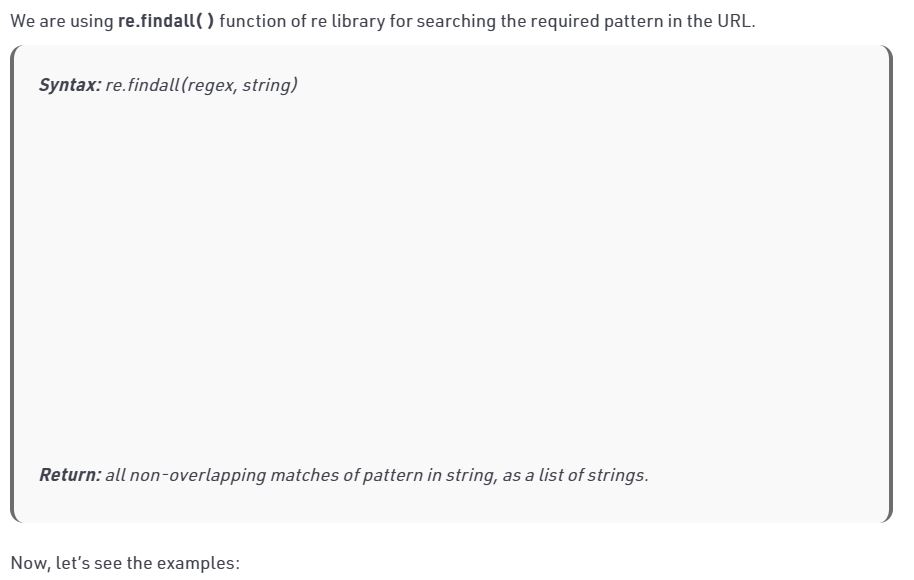 We are using re.findall( ) function of re library for searching the required pattern in the URL.
Syntax: re.findall(regex, string)
Return: all non-overlapping matches of pattern in string, as a list of strings.
Now, let’s see the examples: